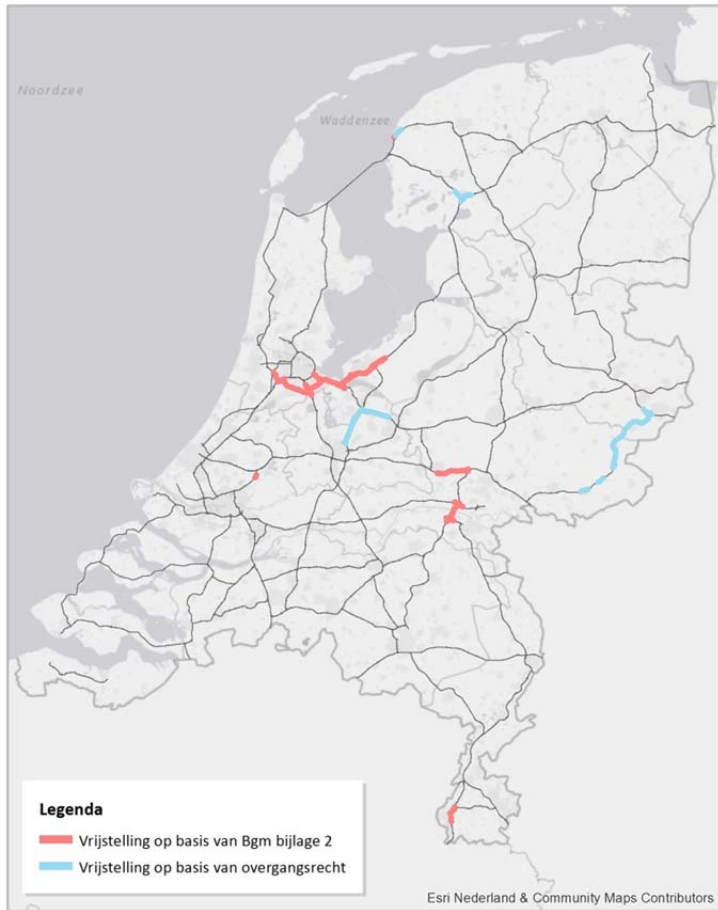 Noordzee
Waddenzee
Legenda
Vrijstelling op basis van Bgm bijlage 2
Vrijstelling op basis van overgangsrecht
Esri Nederland & Community Maps Contributors